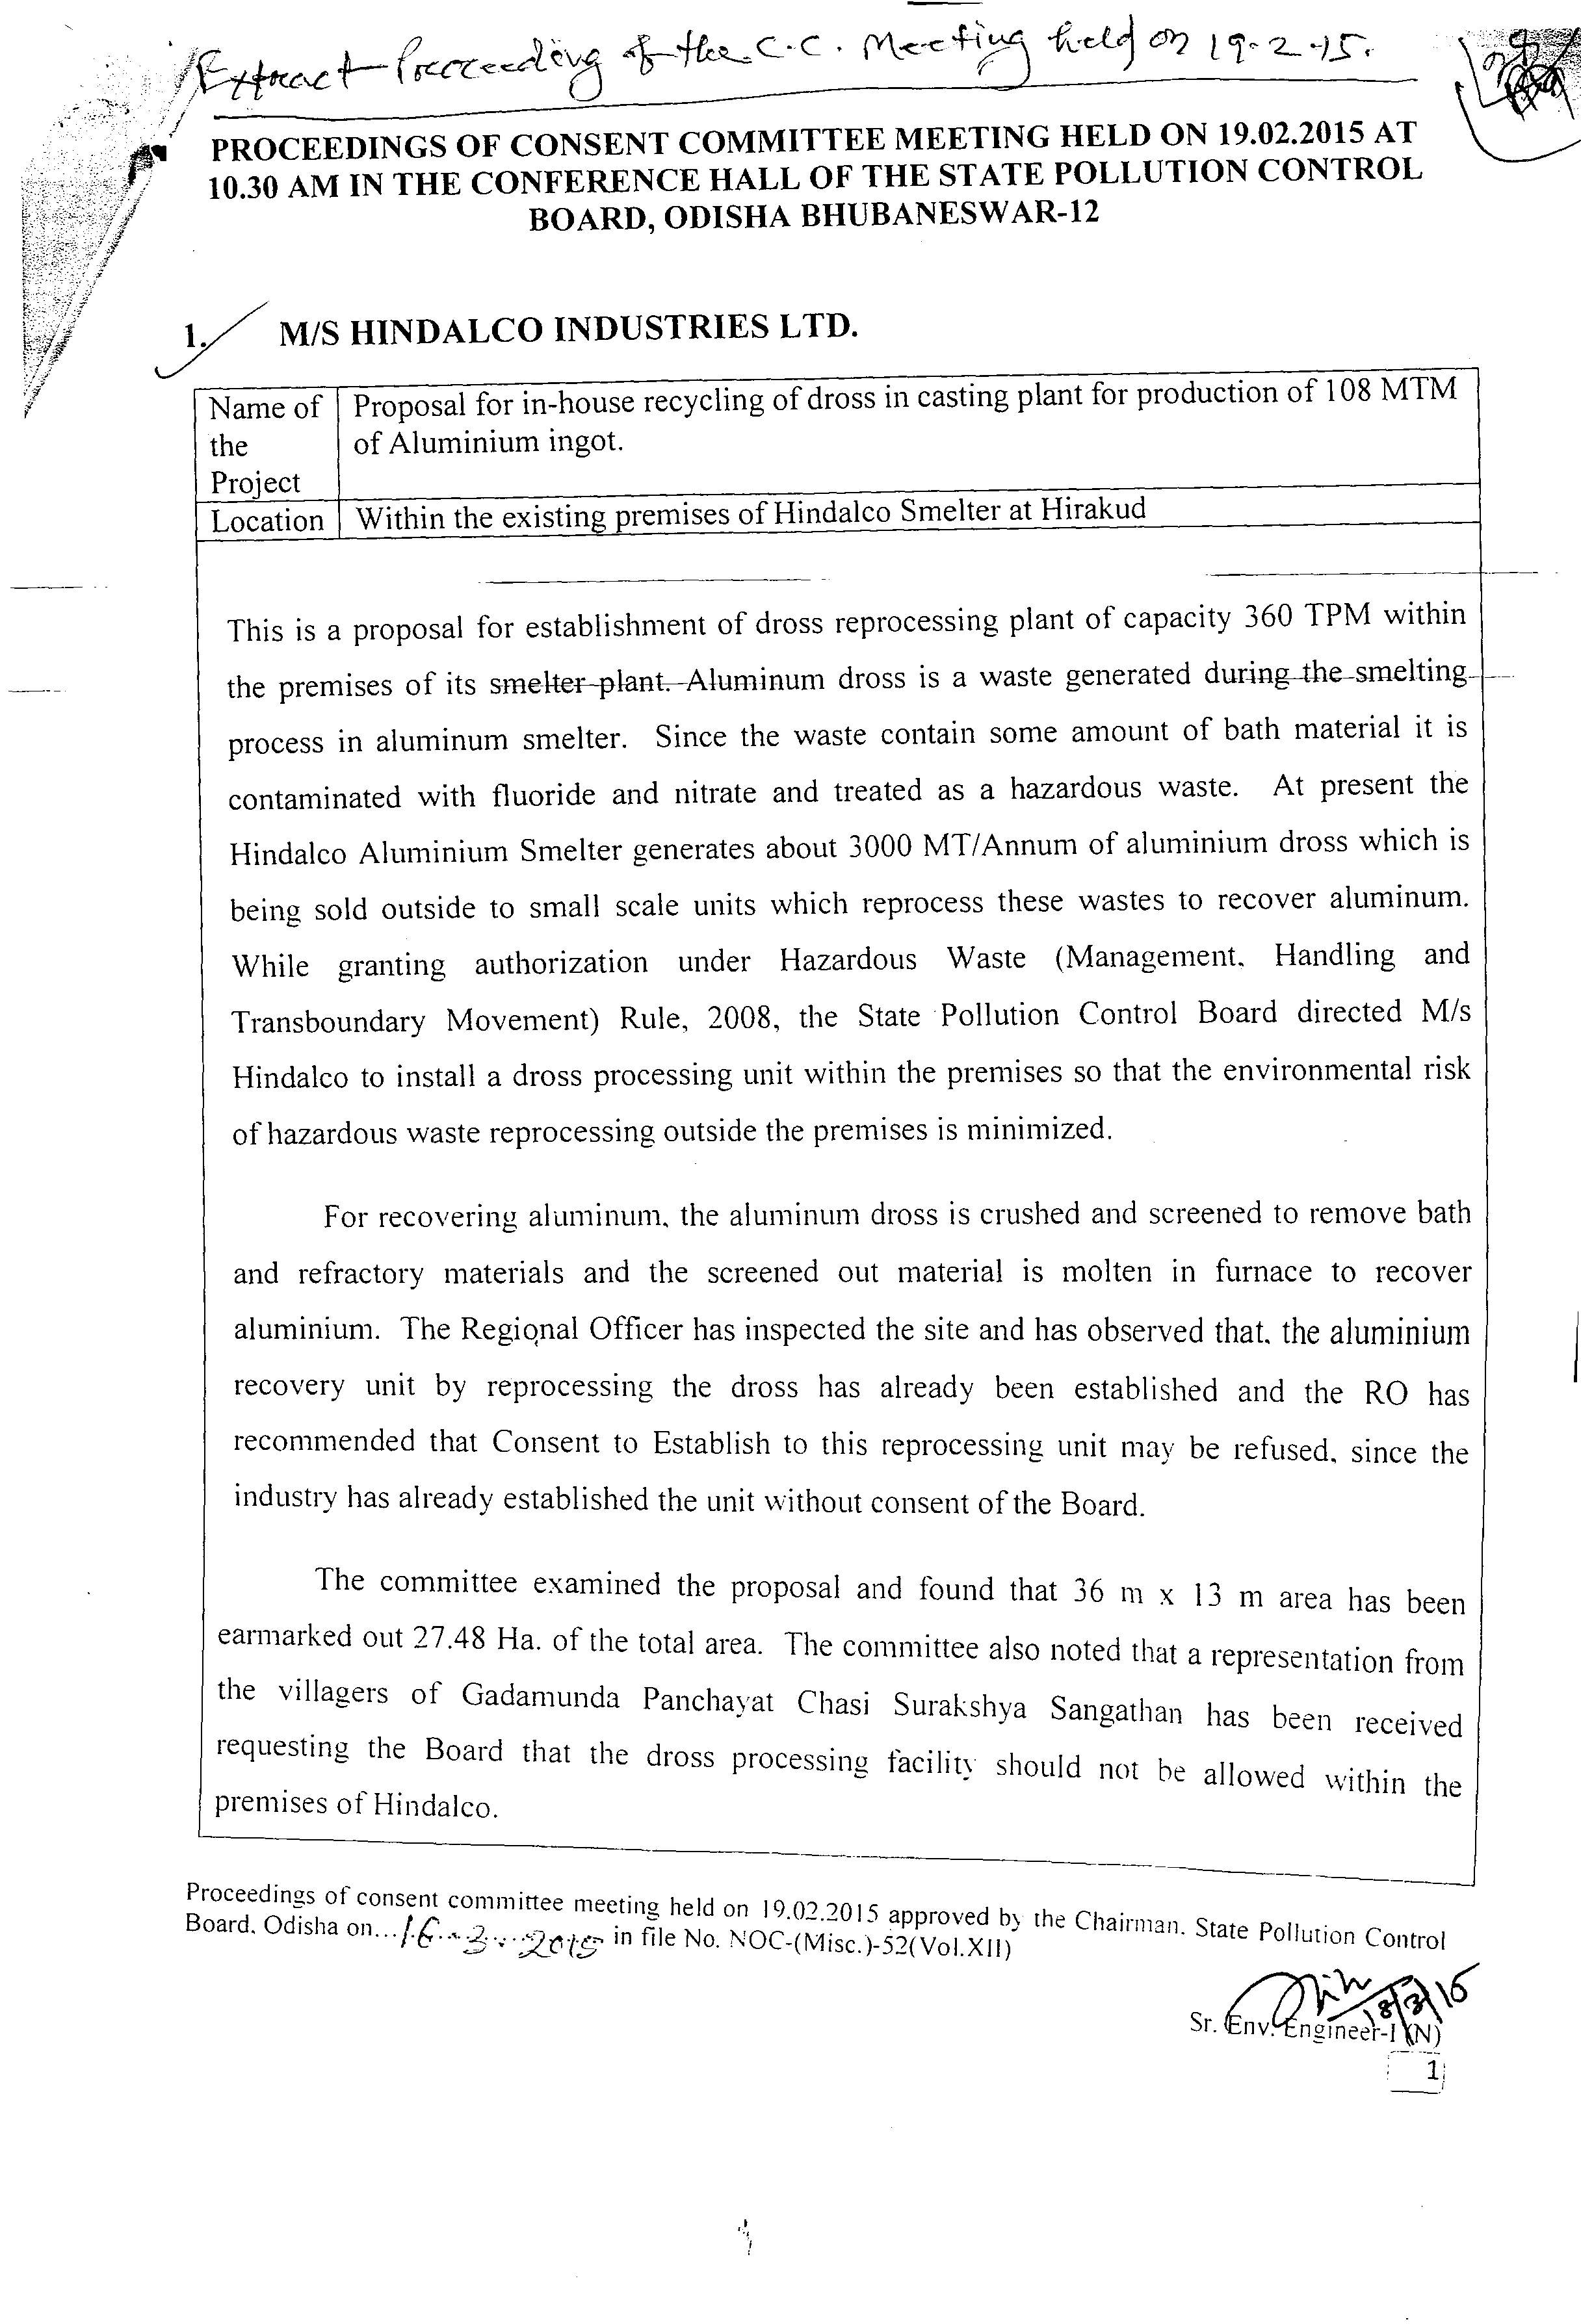 Extract Proceeding of the C.C. Meeting held on 19.2.15.
PROCEEDINGS OF CONSENT COMMITTEE MEETING HELD ON 19.02.2015 AT
10.30 AM IN THE CONFERENCE HALL OF THE STATE POLLUTION CONTROL
BOARD, ODISHA BHUBANESWAR-12
1. M/S HINDALCO INDUSTRIES LTD.
Name of the Project
Proposal for in-house recycling of dross in casting plant for production of 108 MTM
of Aluminium ingot.
Location Within the existing premises of Hindalco Smelter at Hirakud
This is a proposal for establishment of dross reprocessing plant of capacity 360 TPM within
the premises of its smelter plant. Aluminum dross is a waste generated during the smelting
process in aluminum smelter. Since the waste contain some amount of bath material it is
contaminated with fluoride and nitrate and treated as a hazardous waste. At present the
Hindalco Aluminium Smelter generates about 3000 MT/Annum of aluminium dross which is
being sold outside to small scale units which reprocess these wastes to recover aluminum.
While granting authorization under Hazardous Waste (Management, Handling and
Transboundary Movement) Rule, 2008, the State Pollution Control Board directed M/s
Hindalco to install a dross processing unit within the premises so that the environmental risk
of hazardous waste reprocessing outside the premises is minimized.
For recovering aluminum, the aluminum dross is crushed and screened to remove bath
and refractory materials and the screened out material is molten in furnace to recover
aluminium. The Regional Officer has inspected the site and has observed that, the aluminium
recovery unit by reprocessing the dross has already been established and the RO has
recommended that Consent to Establish to this reprocessing unit may be refused, since the
industry has already established the unit without consent of the Board.
The committee examined the proposal and found that 36 m x 13 m area has been
earmarked out 27.48 Ha. of the total area. The committee also noted that a representation from
the villagers of Gadamunda Panchayat Chasi Surakshya Sangathan has been received
requesting the Board that the dross processing facility should not be allowed within the
premises of Hindalco.
Proceedings of consent committee meeting held on 19.02.2015 approved by the Chairman, State Pollution Control
Board, Odisha on...16.3.2015 in file No. NOC-(Misc.)-52(Vol.XII)
18/3/15
Sr. Env. Engineer-I (N)
1